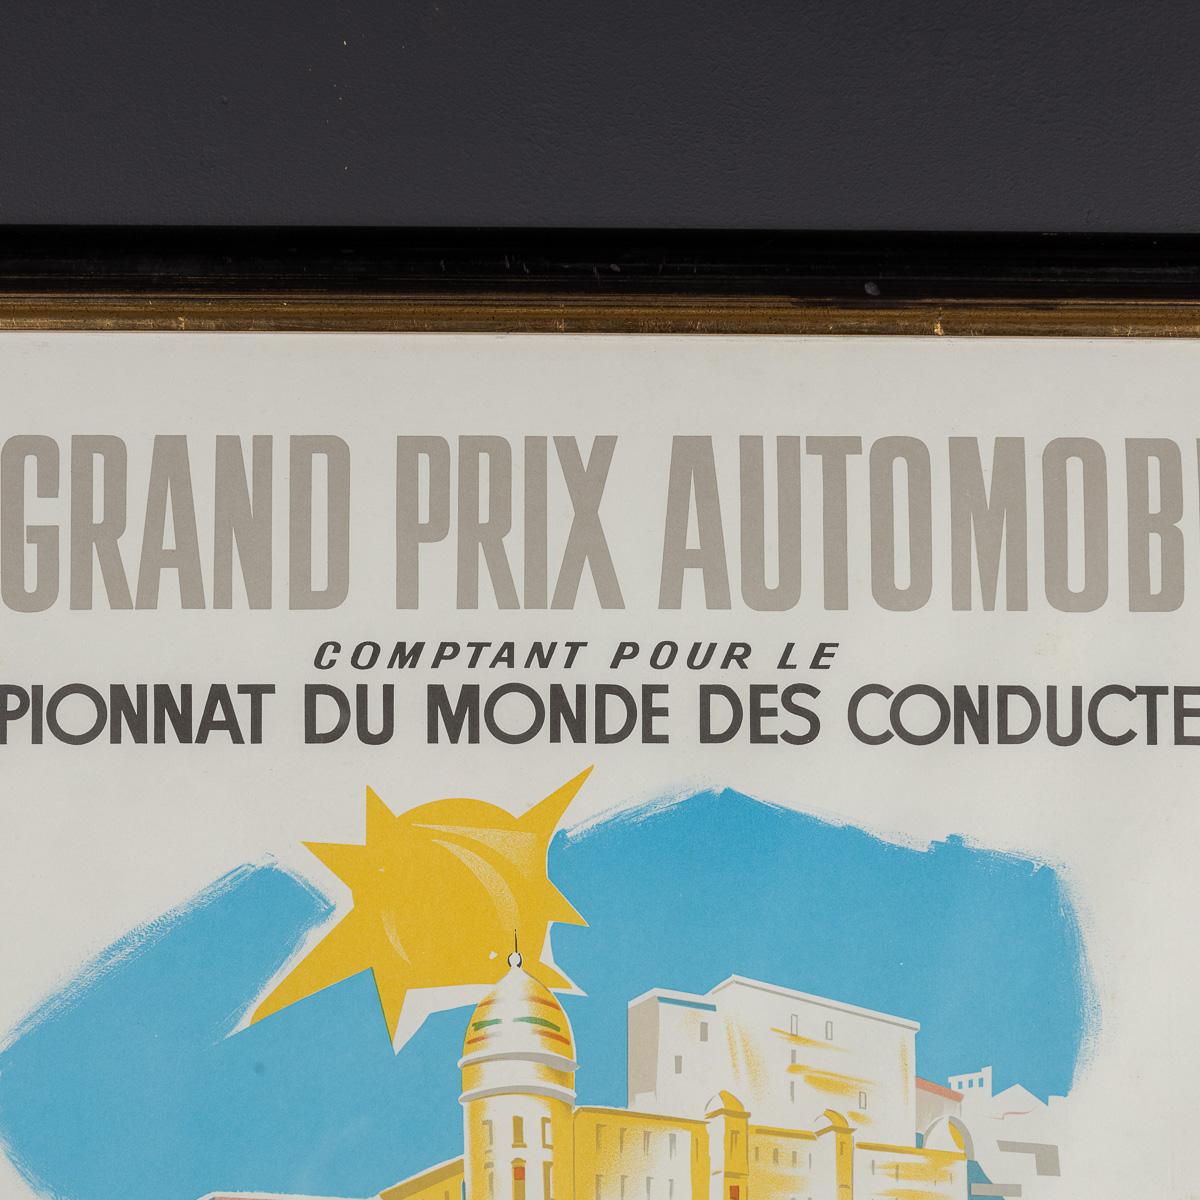 GRAND PRIX AUTOMOB
COMPTANT POUR LE
PIONNAT DU MONDE DES CONDUCTE